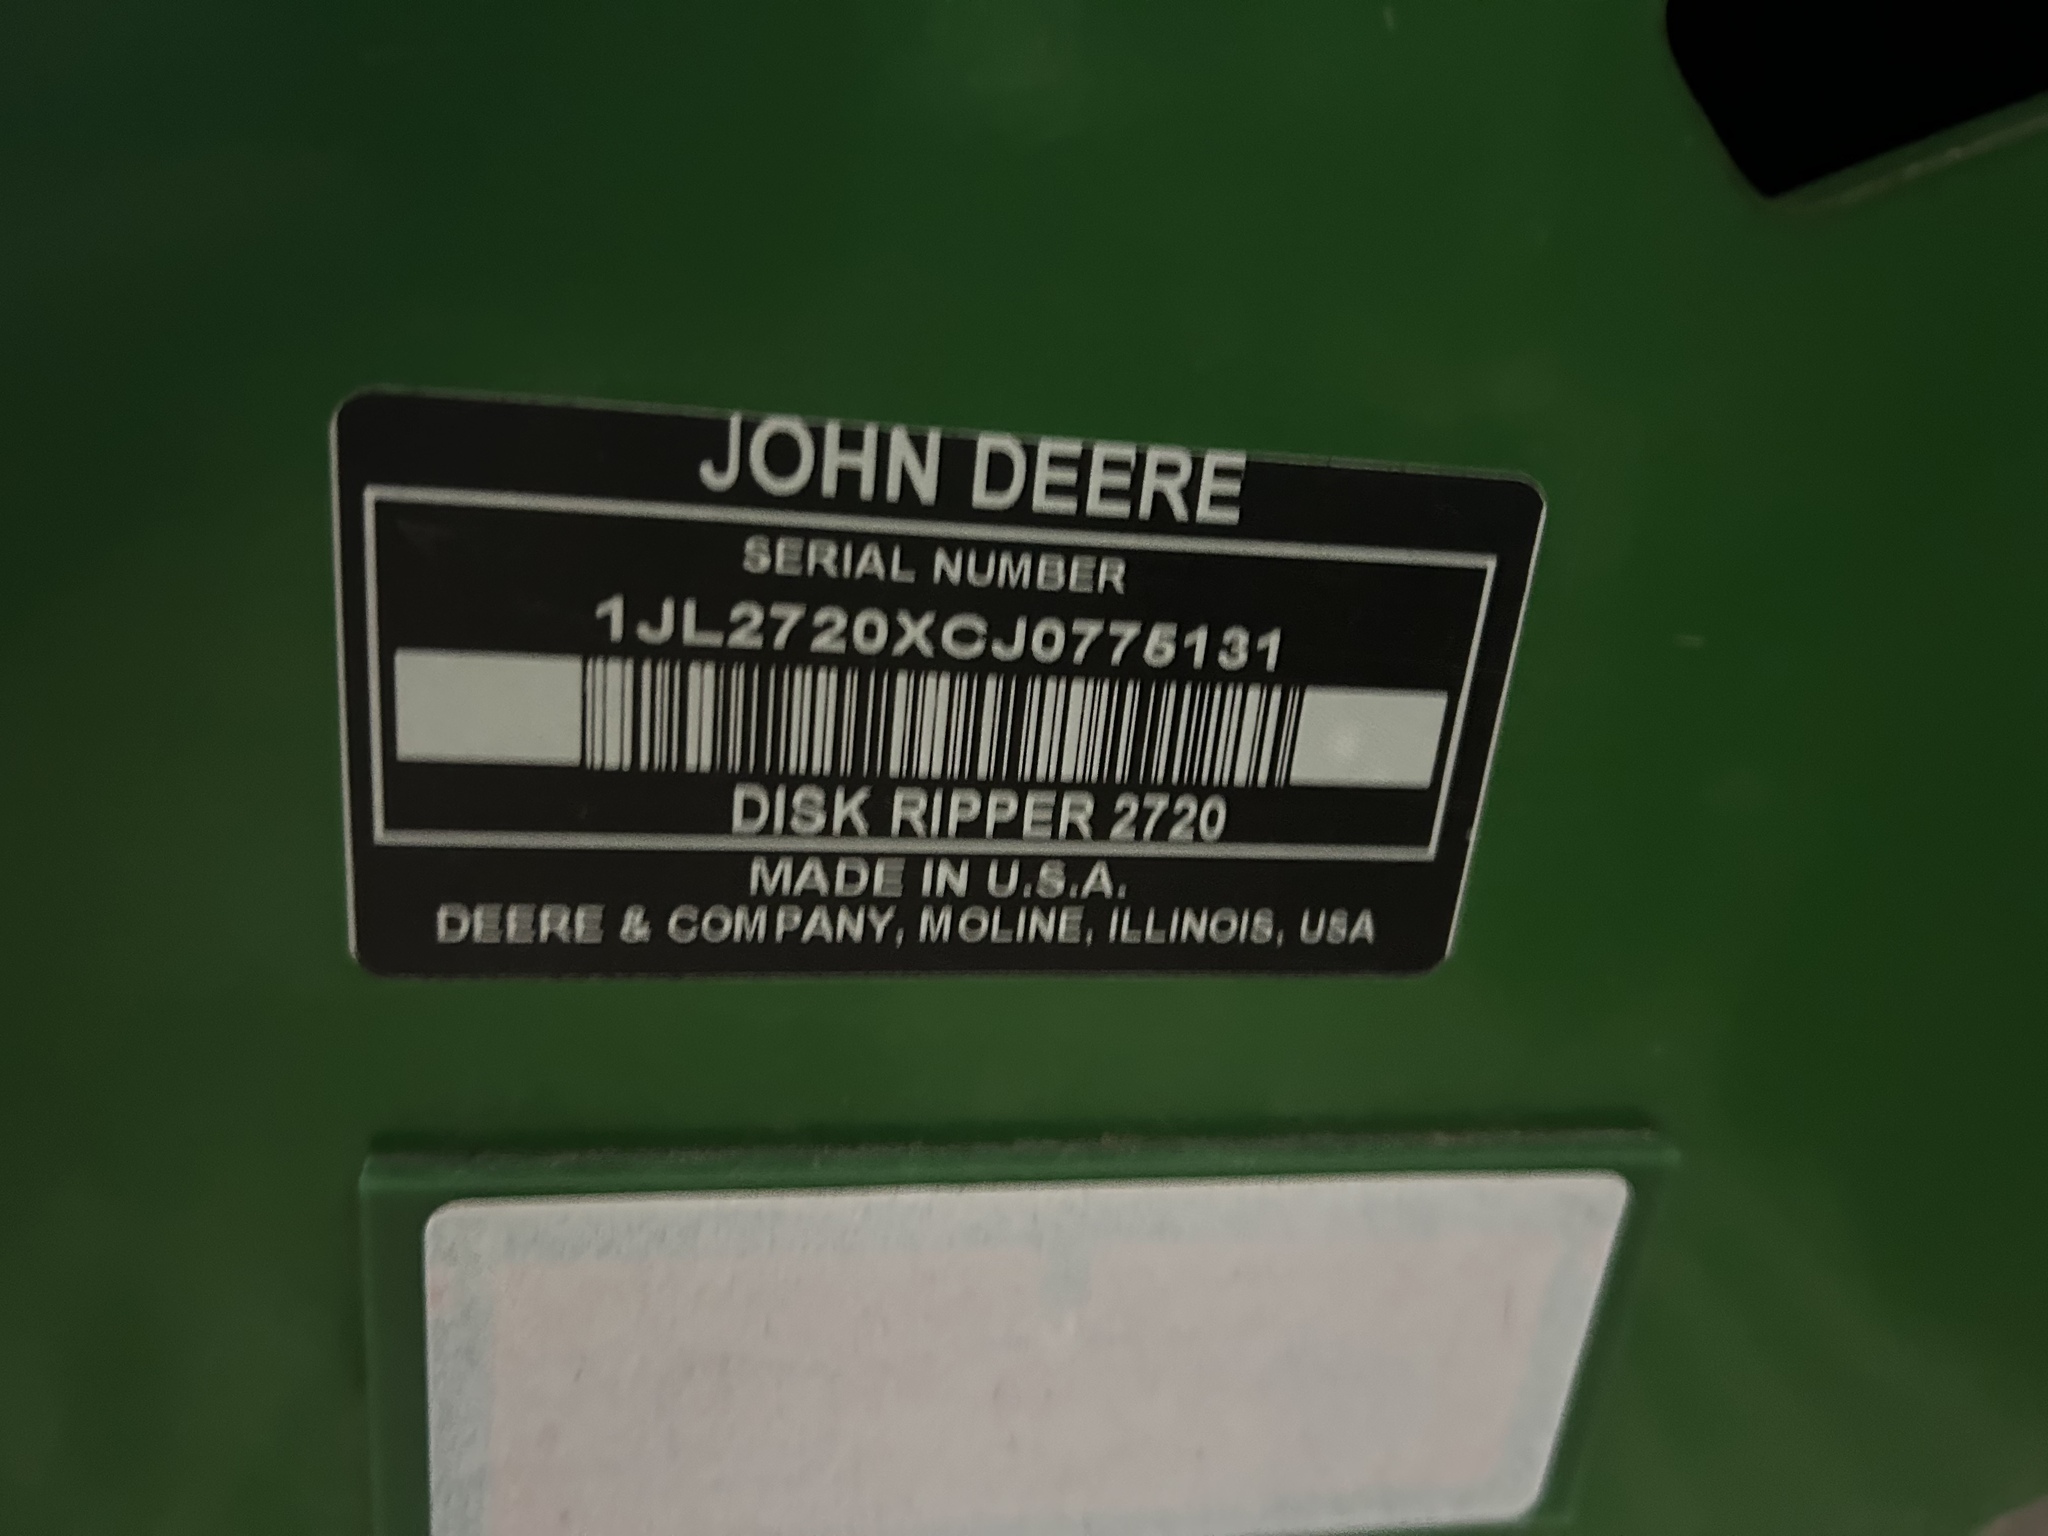 JOHN DEERE
SERIAL NUMBER
1JL2720XCJ0775131
DISK RIPPER 2720
MADE IN U.S.A.
DEERE & COMPANY, MOLINE, ILLINOIS, USA